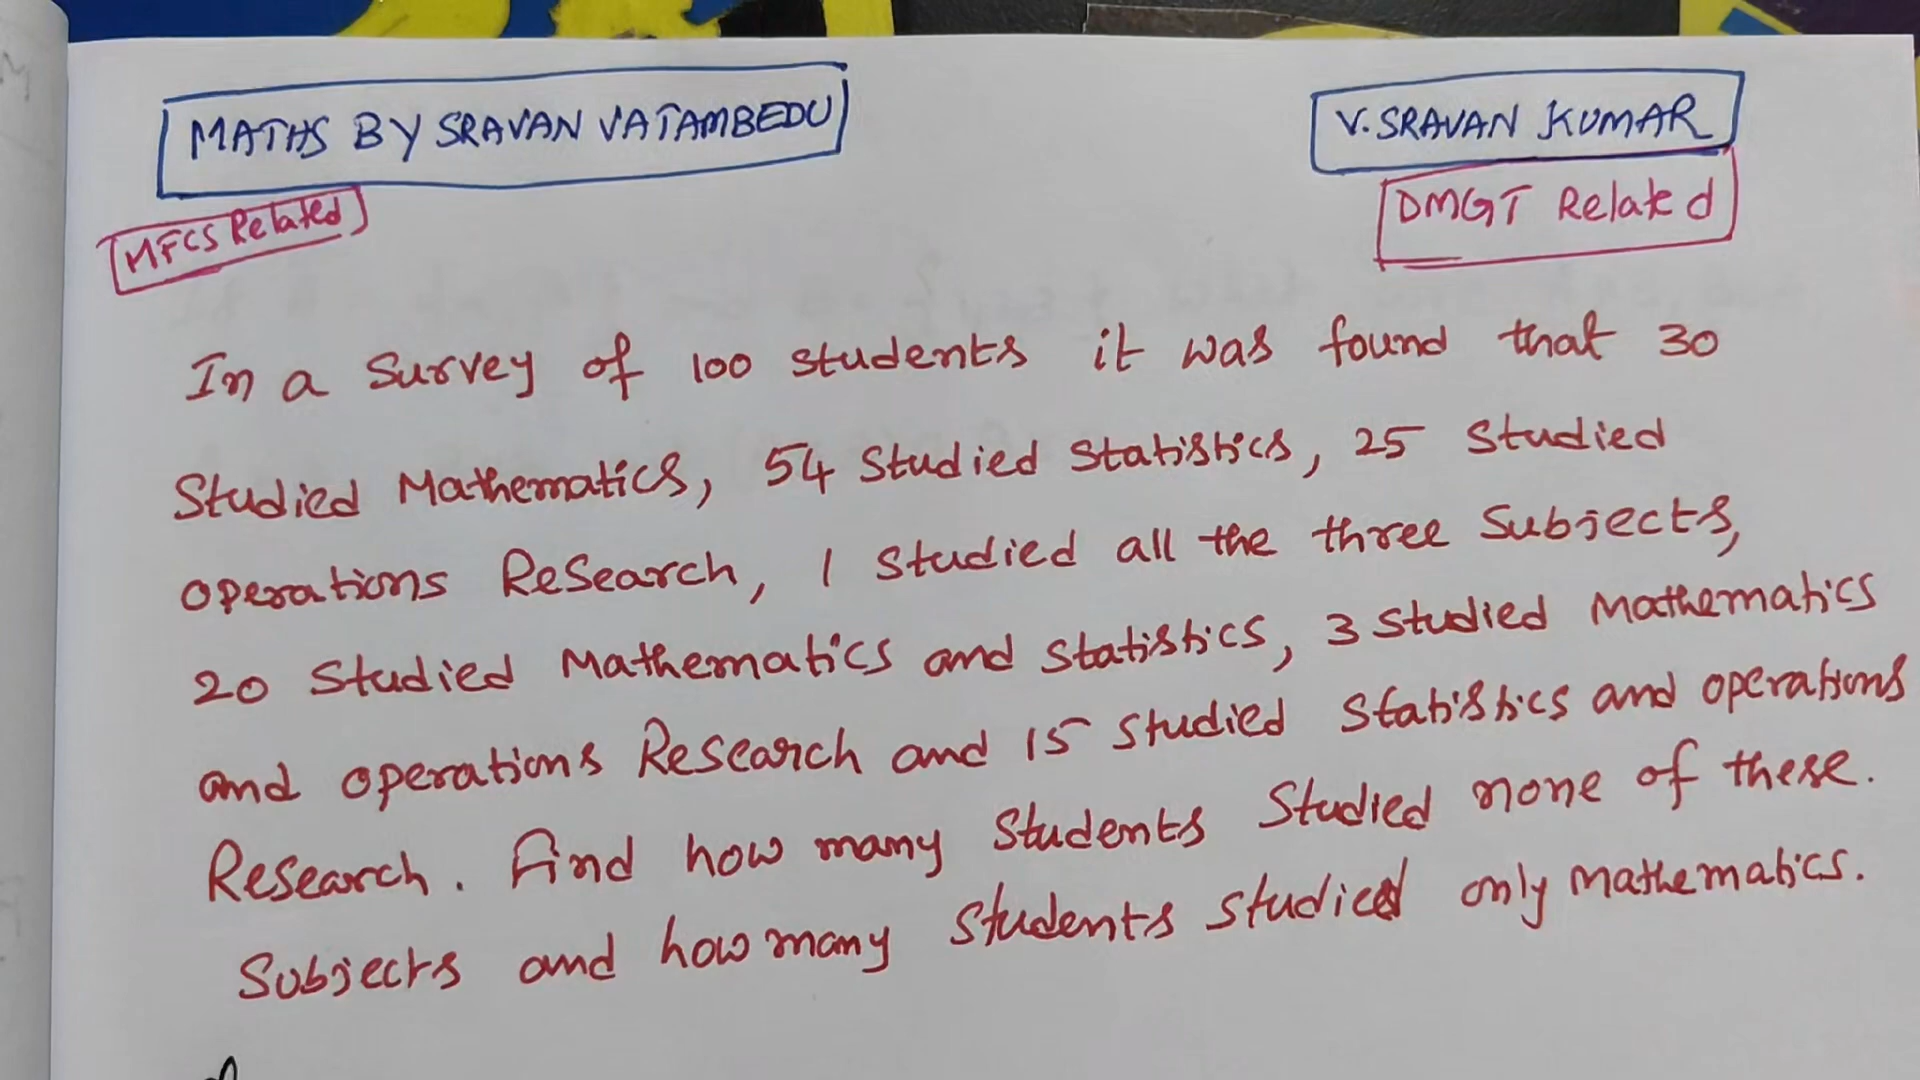 MATHS BY SRAVAN VATAMBEDU
V. SRAVAN KUMAR
MFCS Related
DMGT Related
In a Survey of 100 students it was found that 30
Studied Mathematics, 54 Studied Statistics, 25 Studied
Operations Research, 1 Studied all the three Subjects,
20 Studied Mathematics and Statistics, 3 Studied Mathematics
and operations Research and 15 Studied Statistics and operations
Research. Find how many Students Studied none of these.
Subjects and how many Students Studied only Mathematics.